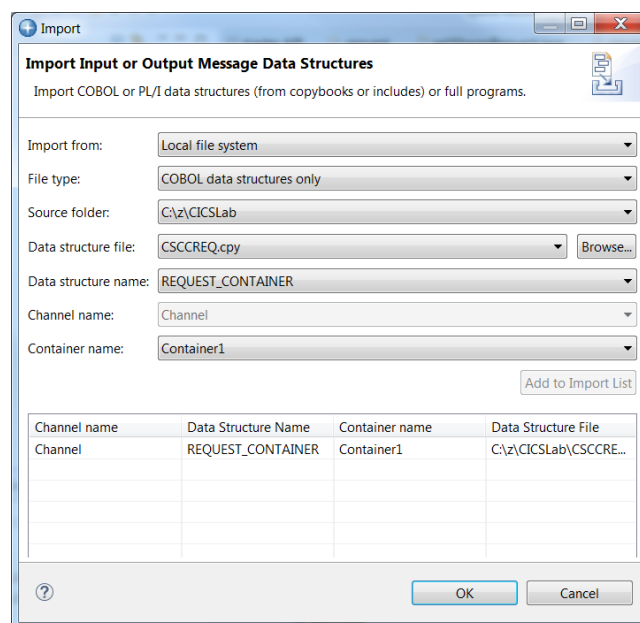 Import
Import Input or Output Message Data Structures
Import COBOL or PL/I data structures (from copybooks or includes) or full programs.
Import from: Local file system
File type: COBOL data structures only
Source folder: C:\z\CICSLab
Data structure file: CSCCREQ.cpy Browse...
Data structure name: REQUEST_CONTAINER
Channel name: Channel
Container name: Container1
Add to Import List
Channel name Data Structure Name Container name Data Structure File
Channel REQUEST_CONTAINER Container1 C:\z\CICSLab\CSCCRE...
? OK Cancel